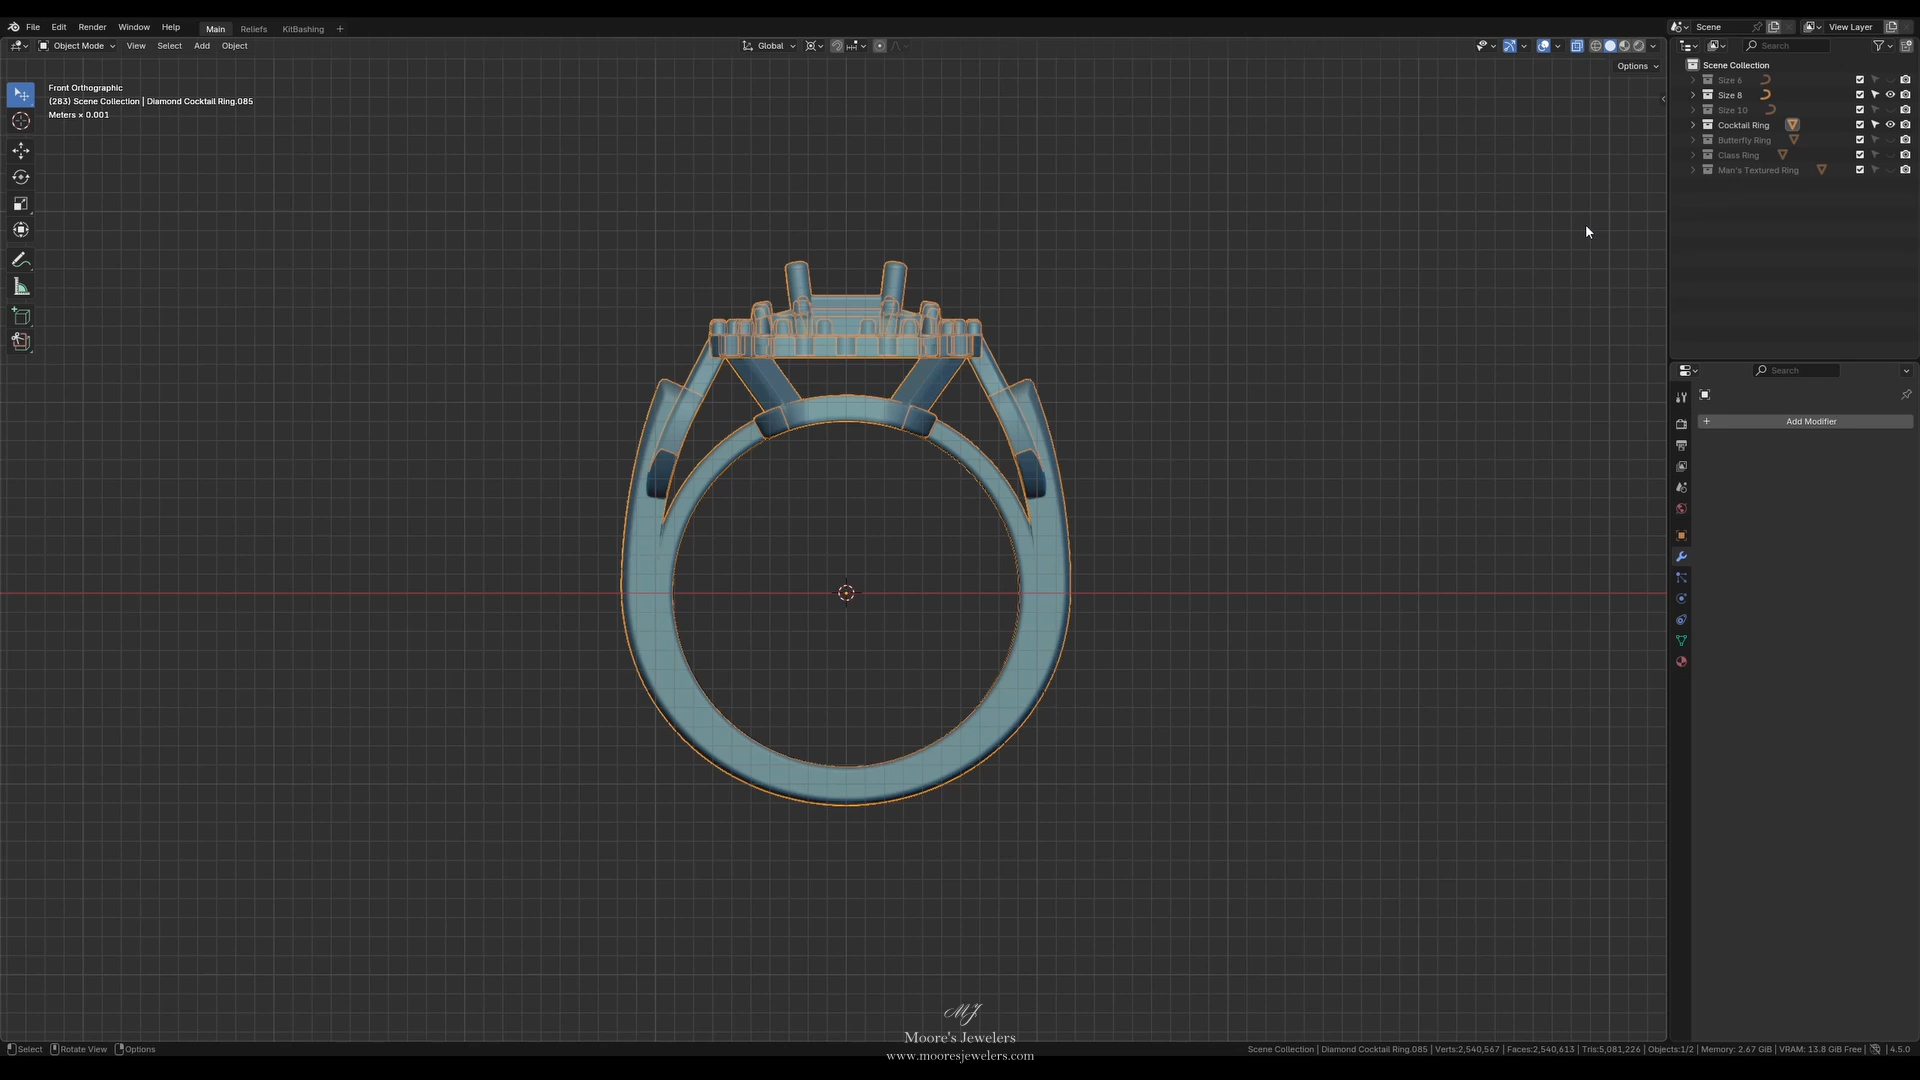 File Edit Render Window Help Main Reliefs KitBashing +
Scene View Layer
Object Mode View Select Add Object Global
Search
Options
Front Orthographic
(283) Scene Collection | Diamond Cocktail Ring.085
Meters × 0.001
Scene Collection
Size 6
Size 8
Size 10
Cocktail Ring
Butterfly Ring
Class Ring
Man's Textured Ring
Search
+ Add Modifier
MJ
Moore's Jewelers
www.mooresjewelers.com
Select Rotate View Options
Scene Collection | Diamond Cocktail Ring.085 | Verts:2,540,567 | Faces:2,540,613 | Tris:5,081,226 | Objects:1/2 | Memory: 2.67 GiB | VRAM: 13.8 GiB Free | 4.5.0